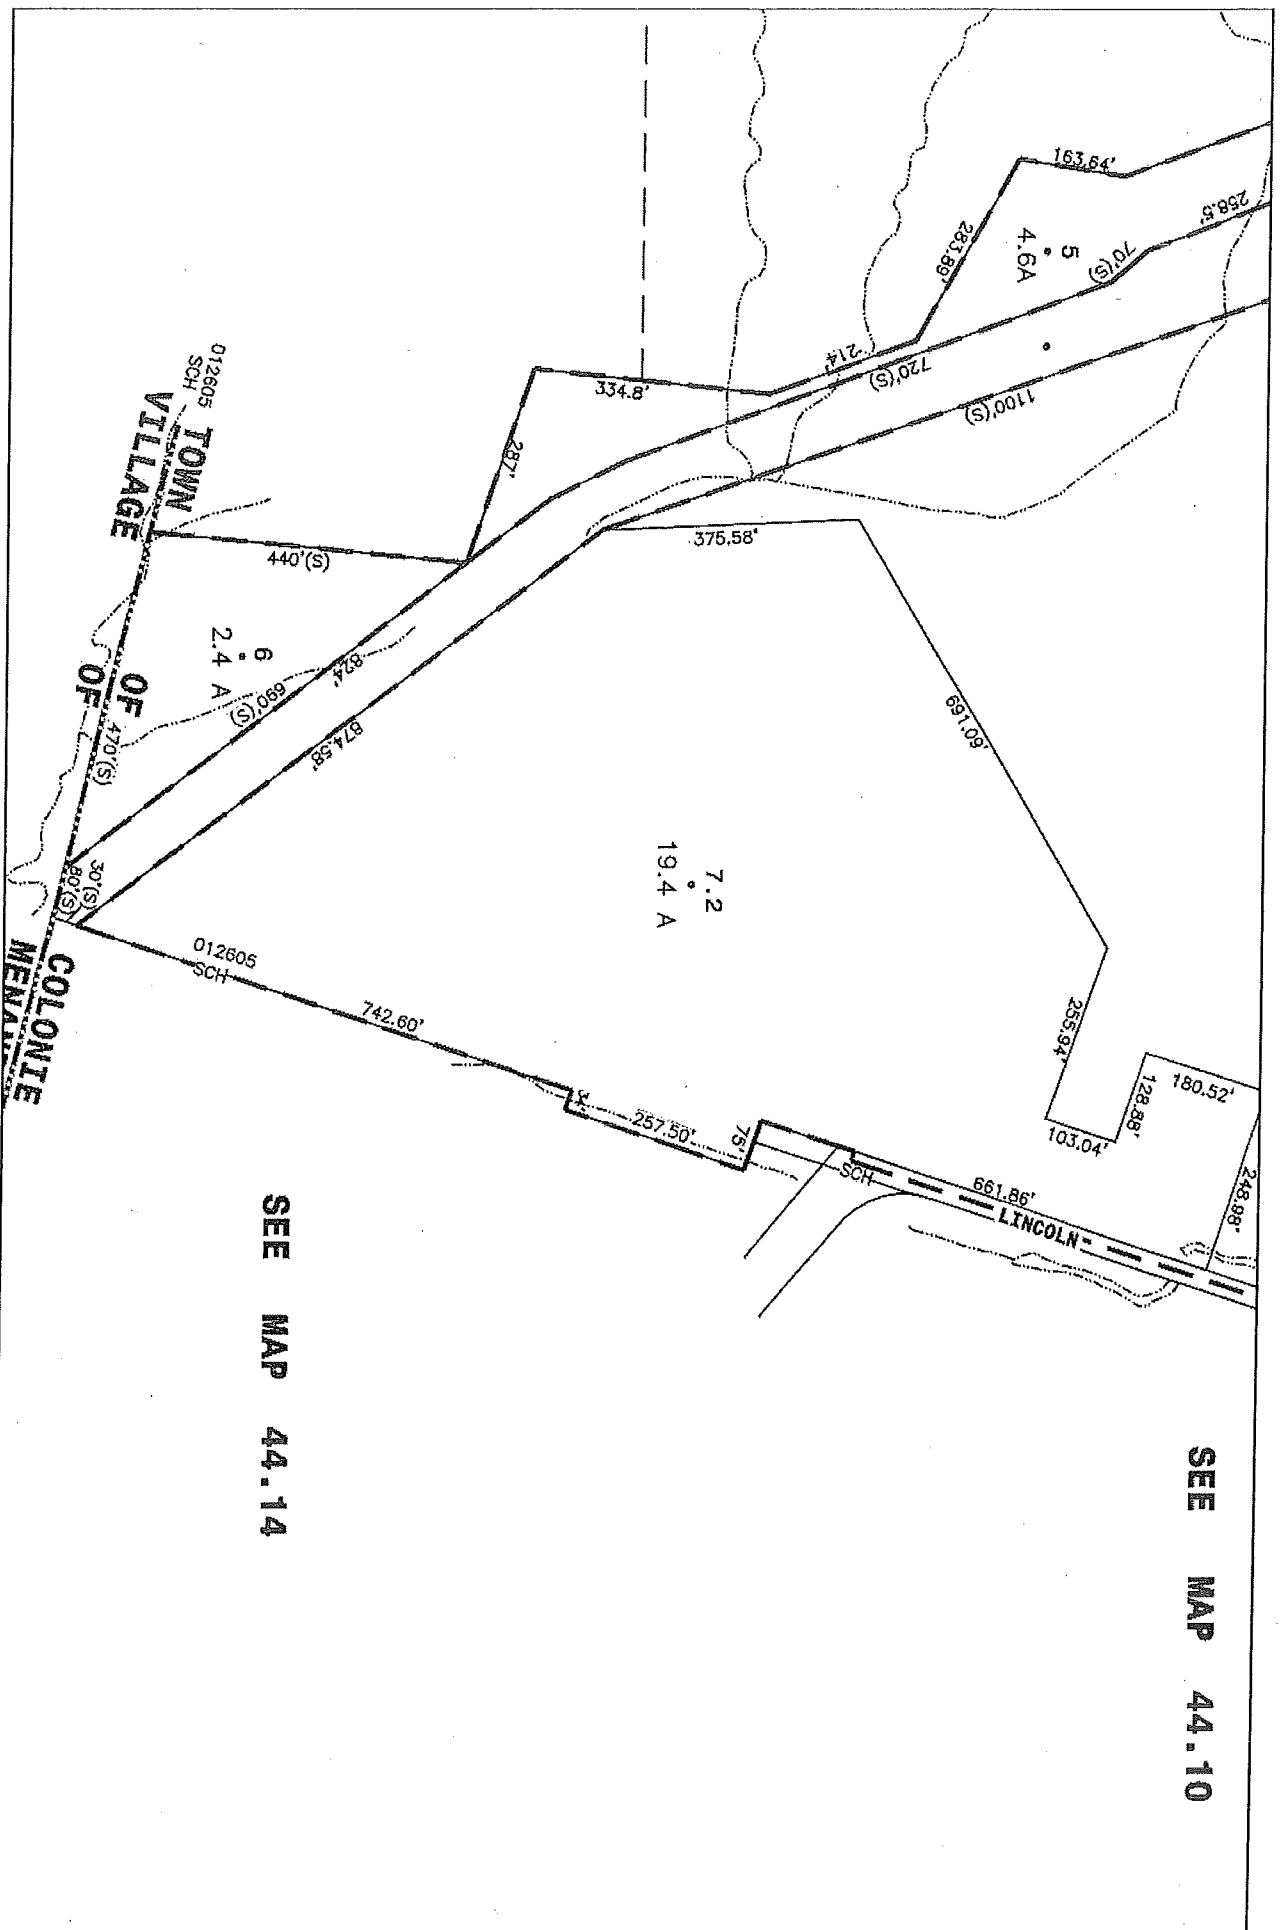 163.64'
258.5'
5
4.6A
70'(S)
283.89'
214'
720'(S)
1100'(S)
334.8'
287'
375.58'
012605
SCH
TOWN OF COLONIE
VILLAGE OF
440'(S)
6
2.4 A
824'
690'(S)
874.58'
470'(S)
30'(S)
80'(S)
691.09'
7.2
19.4 A
012605
SCH
742.60'
257.50'
75'
255.94'
103.04'
128.88'
180.52'
248.98'
661.86'
SCH
LINCOLN
SEE MAP 44.14
SEE MAP 44.10